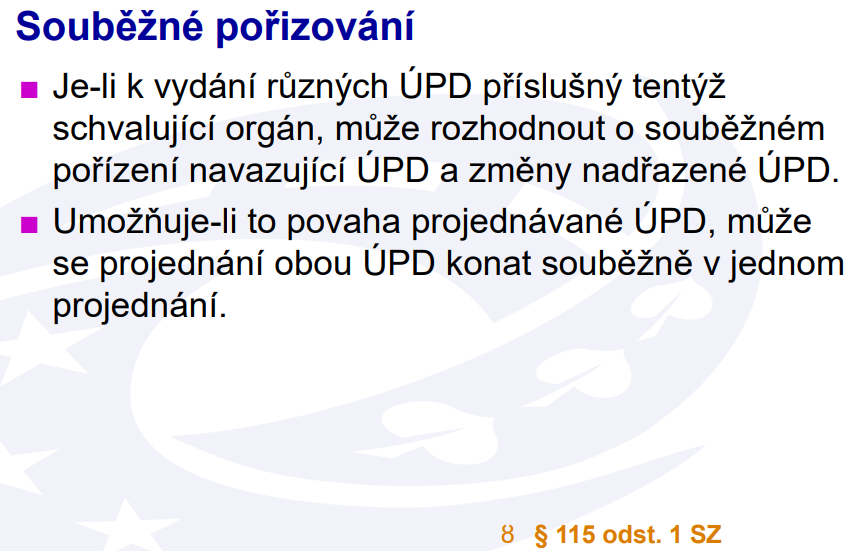 Souběžné pořizování
Je-li k vydání různých ÚPD příslušný tentýž
schvalující orgán, může rozhodnout o souběžném
pořízení navazující ÚPD a změny nadřazené ÚPD.
Umožňuje-li to povaha projednávané ÚPD, může
se projednání obou ÚPD konat souběžně v jednom
projednání.
8 § 115 odst. 1 SZ